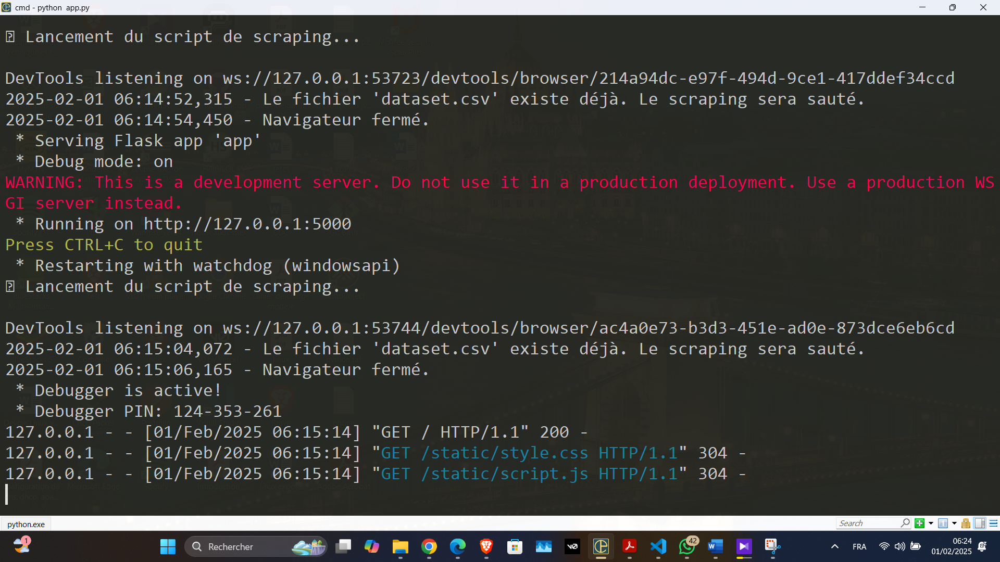 cmd - python  app.py
Lancement du script de scraping...
DevTools listening on ws://127.0.0.1:53723/devtools/browser/214a94dc-e97f-494d-9ce1-417ddef34ccd
2025-02-01 06:14:52,315 - Le fichier 'dataset.csv' existe déjà. Le scraping sera sauté.
2025-02-01 06:14:54,450 - Navigateur fermé.
 * Serving Flask app 'app'
 * Debug mode: on
WARNING: This is a development server. Do not use it in a production deployment. Use a production WS
GI server instead.
 * Running on http://127.0.0.1:5000
Press CTRL+C to quit
 * Restarting with watchdog (windowsapi)
Lancement du script de scraping...
DevTools listening on ws://127.0.0.1:53744/devtools/browser/ac4a0e73-b3d3-451e-ad0e-873dce6eb6cd
2025-02-01 06:15:04,072 - Le fichier 'dataset.csv' existe déjà. Le scraping sera sauté.
2025-02-01 06:15:06,165 - Navigateur fermé.
 * Debugger is active!
 * Debugger PIN: 124-353-261
127.0.0.1 - - [01/Feb/2025 06:15:14] "GET / HTTP/1.1" 200 -
127.0.0.1 - - [01/Feb/2025 06:15:14] "GET /static/style.css HTTP/1.1" 304 -
127.0.0.1 - - [01/Feb/2025 06:15:14] "GET /static/script.js HTTP/1.1" 304 -
python.exe
Search
1
Rechercher
42
FRA
06:24
01/02/2025